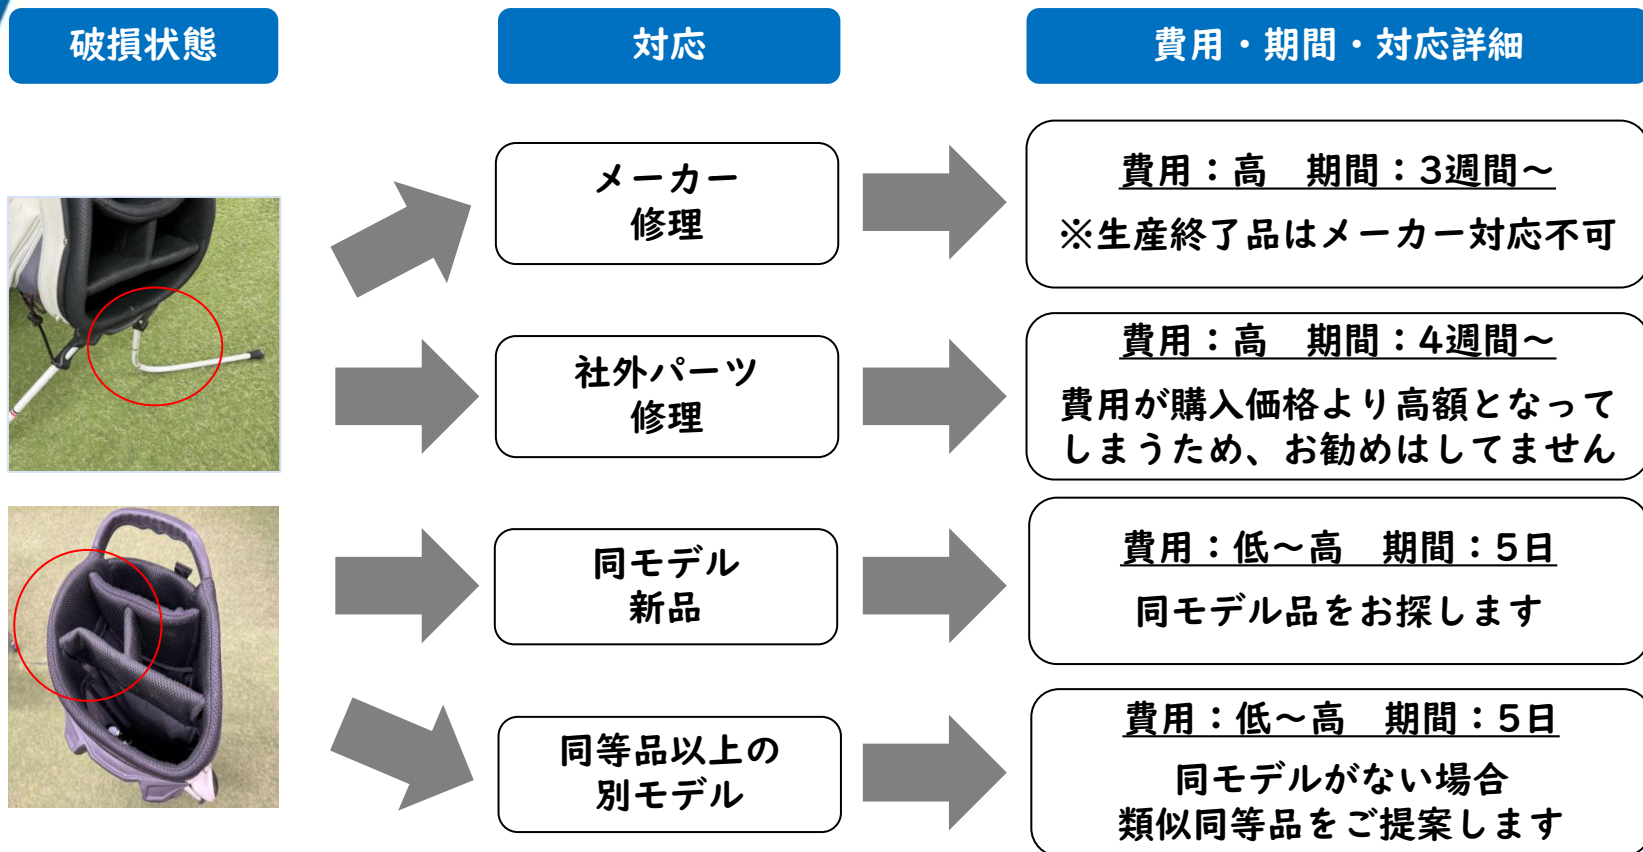 破損状態
対応
費用・期間・対応詳細
メーカー
修理
費用：高　期間：3週間～
※生産終了品はメーカー対応不可
社外パーツ
修理
費用：高　期間：4週間～
費用が購入価格より高額となって
しまうため、お勧めはしてません
同モデル
新品
費用：低～高　期間：5日
同モデル品をお探します
同等品以上の
別モデル
費用：低～高　期間：5日
同モデルがない場合
類似同等品をご提案します